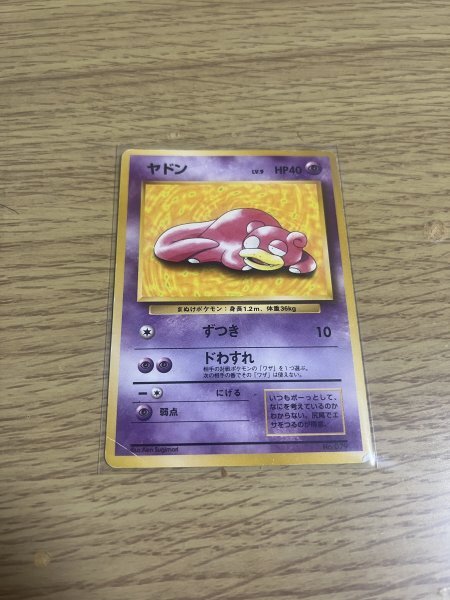 ヤドン LV.9 HP40
まぬけポケモン：身長1.2m、体重36kg
ずつき 10
ドわすれ
相手の対戦ポケモンの「ワザ」を1つ選ぶ。
次の相手の番でその「ワザ」は使えない。
にげる
弱点
いつもボーっとして、
なにを考えているのか
わからない。尻尾でエ
サをつるのが得意。
Ken Sugimori
No.079